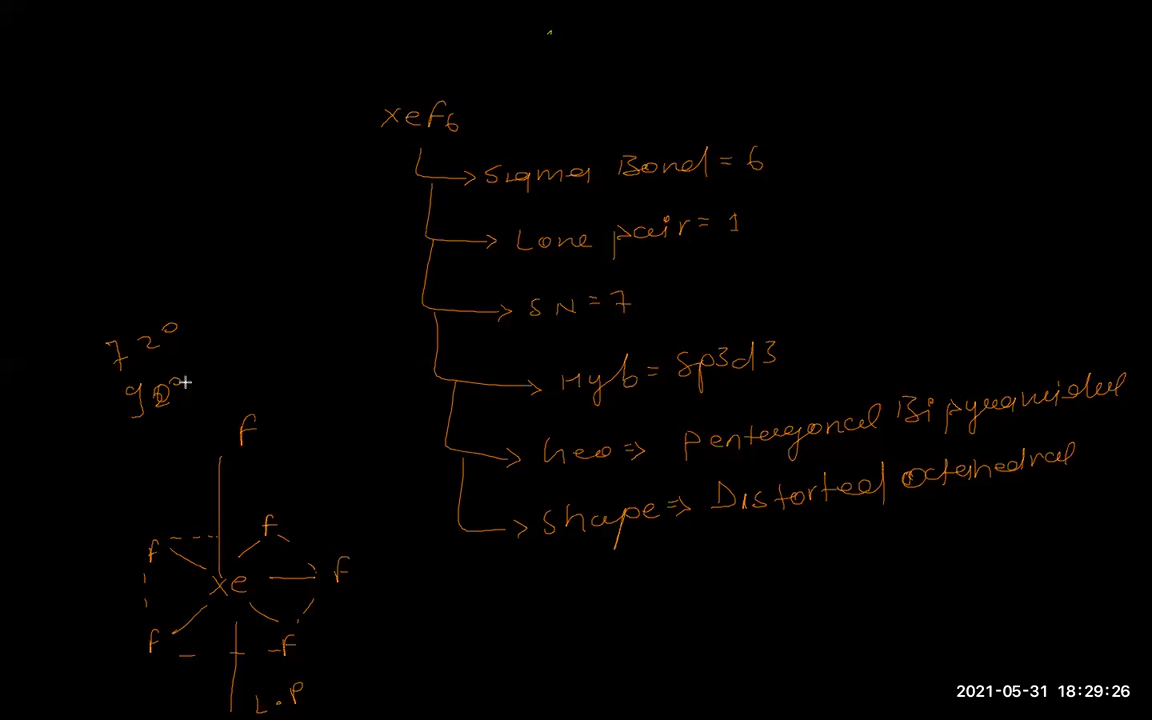 XeF6
Sigma Bond = 6
Lone pair = 1
SN = 7
72°
Hyb = Sp3d3
90°
Geo => Pentagonal Bipyramidal
Shape => Distorted octahedral
F
F
F
F
Xe
F
F
L.P
2021-05-31 18:29:26